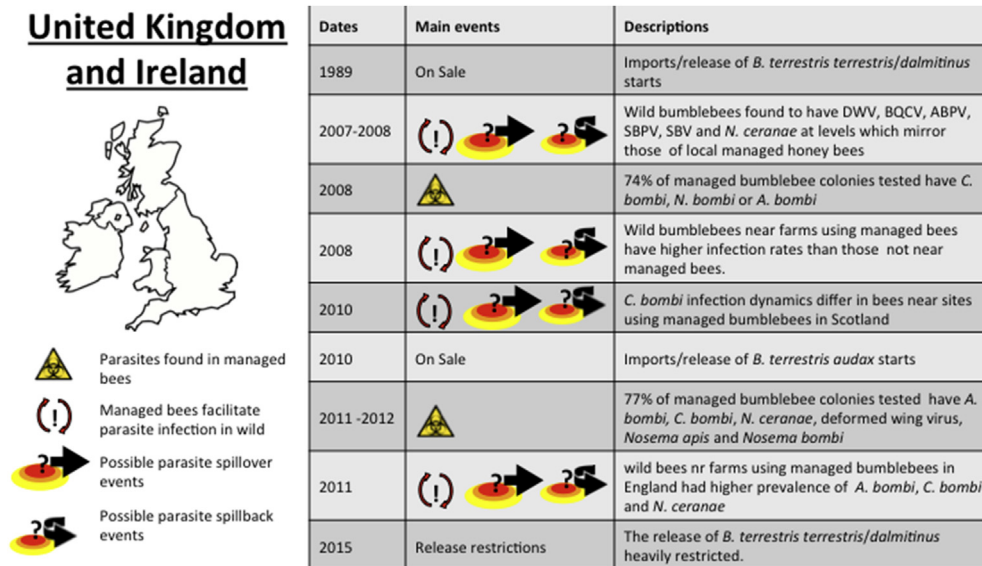 United Kingdom
and Ireland
Parasites found in managed
bees
Managed bees facilitate
parasite infection in wild
Possible parasite spillover
events
Possible parasite spillback
events
Dates Main events Descriptions
1989 On Sale Imports/release of B. terrestris terrestris/dalmitinus
starts
2007-2008 Wild bumblebees found to have DWV, BQCV, ABPV,
SBPV, SBV and N. ceranae at levels which mirror
those of local managed honey bees
2008 74% of managed bumblebee colonies tested have C.
bombi, N. bombi or A. bombi
2008 Wild bumblebees near farms using managed bees
have higher infection rates than those not near
managed bees.
2010 C. bombi infection dynamics differ in bees near sites
using managed bumblebees in Scotland
2010 On Sale Imports/release of B. terrestris audax starts
2011 -2012 77% of managed bumblebee colonies tested have A.
bombi, C. bombi, N. ceranae, deformed wing virus,
Nosema apis and Nosema bombi
2011 wild bees nr farms using managed bumblebees in
England had higher prevalence of A. bombi, C. bombi
and N. ceranae
2015 Release restrictions The release of B. terrestris terrestris/dalmitinus
heavily restricted.